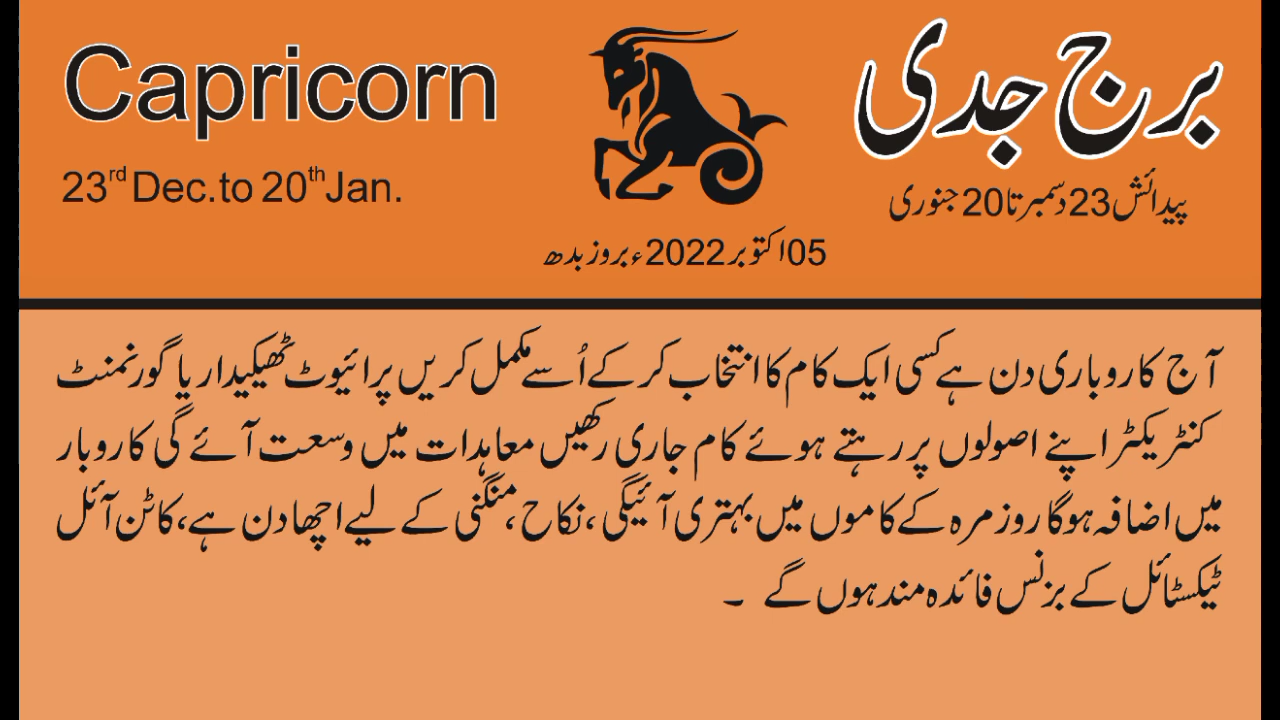 Capricorn
برج جدی
23rd Dec.to 20th Jan.
پیدائش 23 دسمبر تا 20 جنوری
05 اکتوبر 2022ء بروز بدھ
آج کاروباری دن ہے کسی ایک کام کا انتخاب کر کے اُسے مکمل کریں پرائیوٹ ٹھیکیدار یا گورنمنٹ
کنٹریکٹر اپنے اصولوں پر رہتے ہوئے کام جاری رکھیں معاہدات میں وسعت آئے گی کاروبار
میں اضافہ ہوگا روز مرہ کے کاموں میں بہتری آئیگی ، نکاح ، منگنی کے لیے اچھا دن ہے، کاٹن آئل
ٹیکسٹائل کے بزنس فائدہ مند ہوں گے ۔